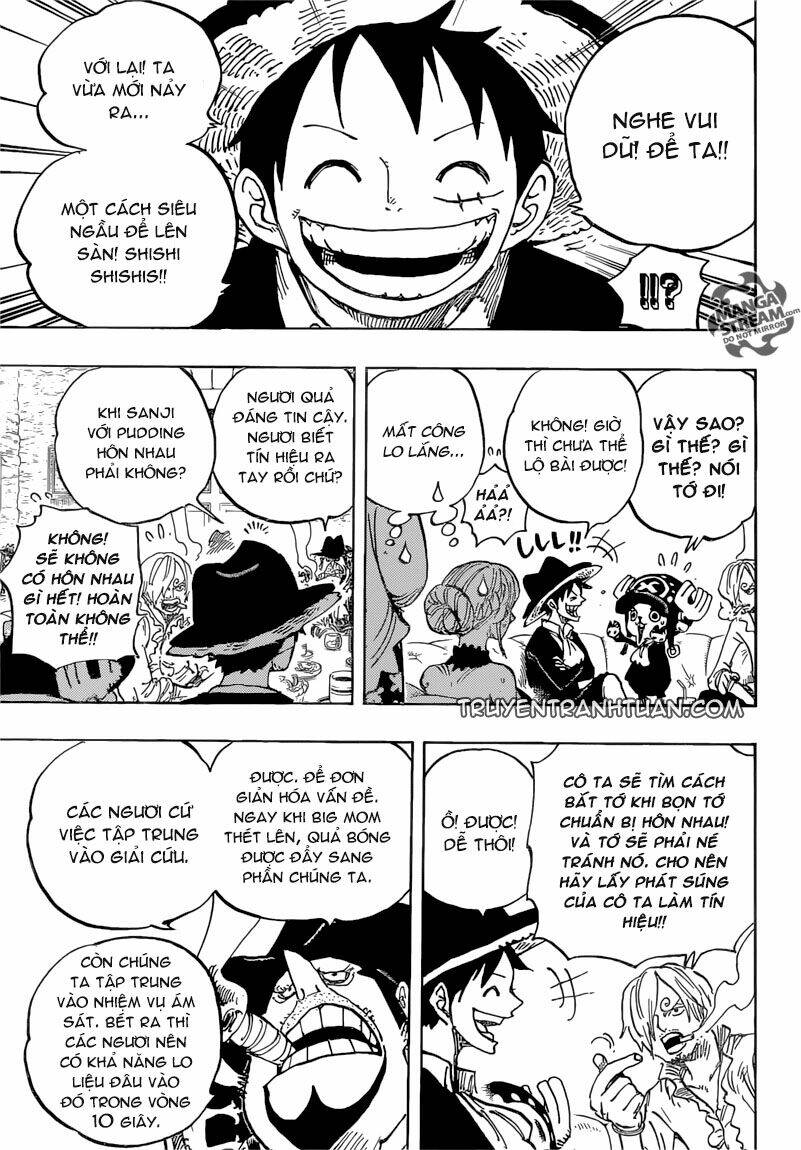 NGHE VUI
DỮ! ĐỂ TA!!
VỚI LẠI! TA
VỪA MỚI NẢY
RA...
MỘT CÁCH SIÊU
NGẦU ĐỂ LÊN
SÀN! SHISHI
SHISHIS!!
!!?
MANGA
STREAM.com
DO NOT MIRROR
VẬY SAO?
GÌ THẾ? GÌ
THẾ? NÓI
TỚ ĐI!
KHÔNG! GIỜ
THÌ CHƯA THỂ
LỘ BÀI ĐƯỢC!
HẢẢ
ẢẢ?!
MẤT CÔNG
LO LẮNG...
NGƯƠI QUẢ
ĐÁNG TIN CẬY.
NGƯƠI BIẾT
TÍN HIỆU RA
TAY RỒI CHỨ?
KHI SANJI
VỚI PUDDING
HÔN NHAU
PHẢI KHÔNG?
KHÔNG!
SẼ KHÔNG
CÓ HÔN NHAU
GÌ HẾT! HOÀN
TOÀN KHÔNG
THỂ!!
TRUYENTRANHTUAN.COM
CÔ TA SẼ TÌM CÁCH
BẮT TỚ KHI BỌN TỚ
CHUẨN BỊ HÔN NHAU!
VÀ TỚ SẼ PHẢI NÉ
TRÁNH NÓ. CHO NÊN
HÃY LẤY PHÁT SÚNG
CỦA CÔ TA LÀM TÍN
HIỆU!!
Ồ! ĐƯỢC!
DỄ THÔI!
ĐƯỢC. ĐỂ ĐƠN
GIẢN HÓA VẤN ĐỀ.
NGAY KHI BIG MOM
THÉT LÊN, QUẢ BÓNG
ĐƯỢC ĐẨY SANG
PHẦN CHÚNG TA.
CÁC NGƯƠI CỨ
VIỆC TẬP TRUNG
VÀO GIẢI CỨU.
CÒN CHÚNG
TA TẬP TRUNG
VÀO NHIỆM VỤ ÁM
SÁT. BẾT RA THÌ
CÁC NGƯƠI CÓ
KHẢ NĂNG LO
LIỆU ĐÂU VÀO
ĐÓ TRONG VÒNG
10 GIÂY.